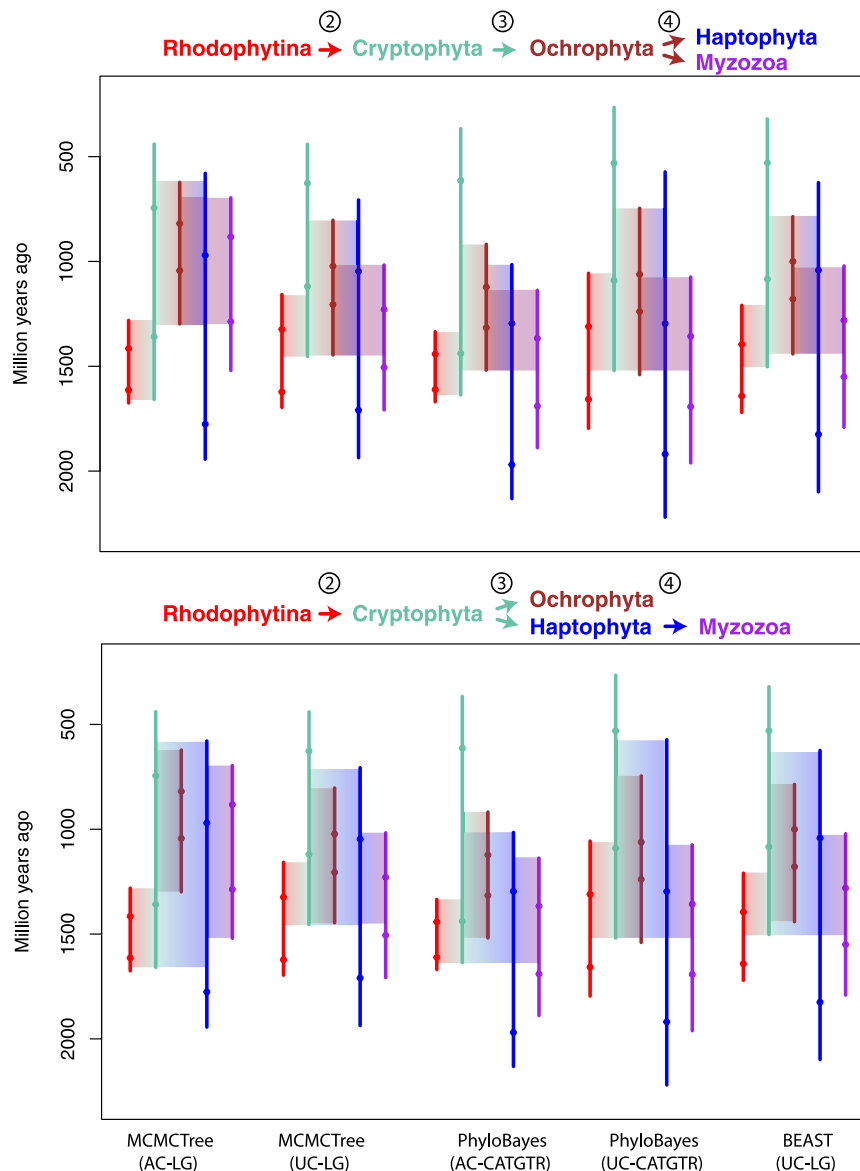 ② ③ ④
Rhodophytina → Cryptophyta → Ochrophyta Haptophyta
Myzozoa
Million years ago
500
1000
1500
2000
② ③ ④
Rhodophytina → Cryptophyta Ochrophyta
Haptophyta → Myzozoa
Million years ago
500
1000
1500
2000
MCMCTree MCMCTree PhyloBayes PhyloBayes BEAST
(AC-LG) (UC-LG) (AC-CATGTR) (UC-CATGTR) (UC-LG)